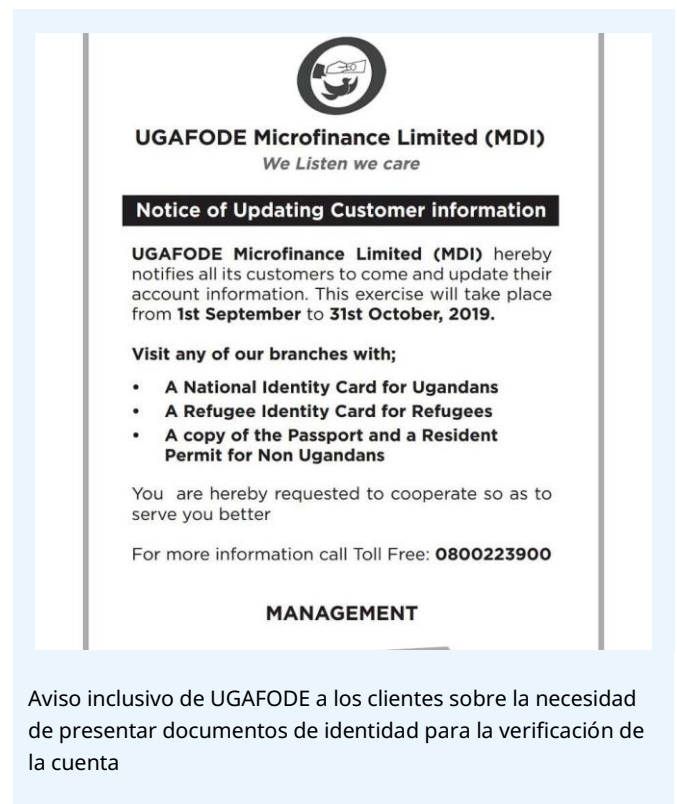 UGAFODE Microfinance Limited (MDI)
We Listen we care
Notice of Updating Customer information
UGAFODE Microfinance Limited (MDI) hereby
notifies all its customers to come and update their
account information. This exercise will take place
from 1st September to 31st October, 2019.
Visit any of our branches with;
• A National Identity Card for Ugandans
• A Refugee Identity Card for Refugees
• A copy of the Passport and a Resident
Permit for Non Ugandans
You are hereby requested to cooperate so as to
serve you better
For more information call Toll Free: 0800223900
MANAGEMENT
Aviso inclusivo de UGAFODE a los clientes sobre la necesidad
de presentar documentos de identidad para la verificación de
la cuenta